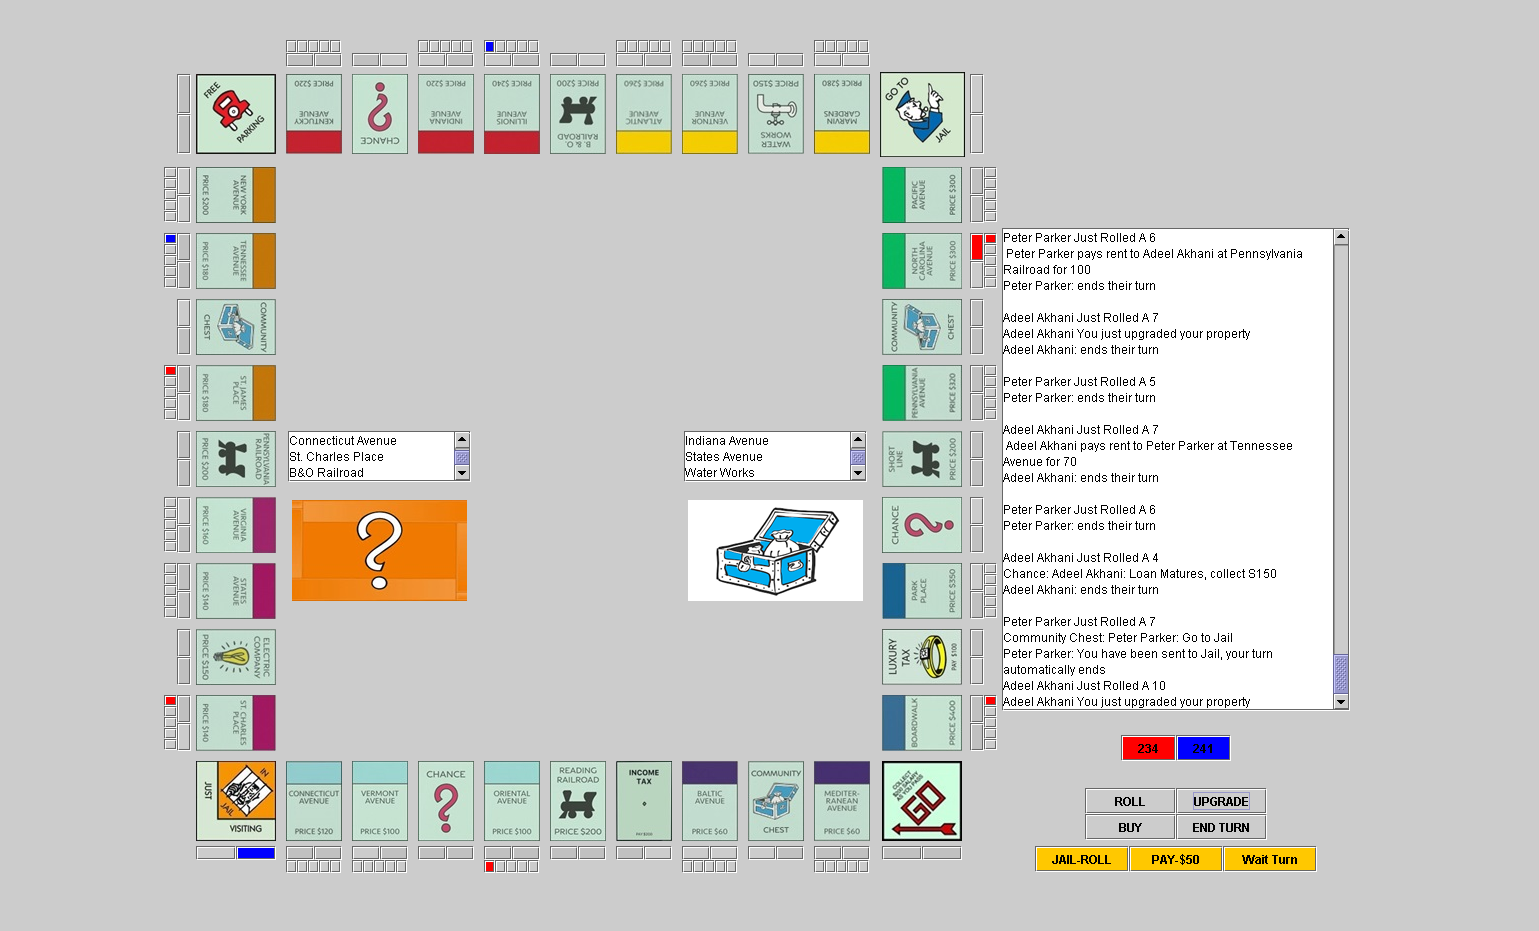 FREE
PARKING
PRICE $220
KENTUCKY
AVENUE
CHANCE
PRICE $220
INDIANA
AVENUE
PRICE $240
ILLINOIS
AVENUE
PRICE $200
B. & O.
RAILROAD
PRICE $260
ATLANTIC
AVENUE
PRICE $260
VENTNOR
AVENUE
PRICE $150
WATER
WORKS
PRICE $280
MARVIN
GARDENS
GO TO
JAIL
NEW YORK
AVENUE
PRICE $200
TENNESSEE
AVENUE
PRICE $180
COMMUNITY
CHEST
ST. JAMES
PLACE
PRICE $180
PENNSYLVANIA
RAILROAD
PRICE $200
VIRGINIA
AVENUE
PRICE $160
STATES
AVENUE
PRICE $140
ELECTRIC
COMPANY
PRICE $150
ST. CHARLES
PLACE
PRICE $140
Connecticut Avenue
St. Charles Place
B&O Railroad
Indiana Avenue
States Avenue
Water Works
PACIFIC
AVENUE
PRICE $300
NORTH
CAROLINA
AVENUE
PRICE $300
COMMUNITY
CHEST
PENNSYLVANIA
AVENUE
PRICE $320
SHORT
LINE
PRICE $200
CHANCE
PARK
PLACE
PRICE $350
LUXURY
TAX
PAY $100
BOARDWALK
PRICE $400
JUST
IN
JAIL
VISITING
CONNECTICUT
AVENUE
PRICE $120
VERMONT
AVENUE
PRICE $100
CHANCE
ORIENTAL
AVENUE
PRICE $100
READING
RAILROAD
PRICE $200
INCOME
TAX
PAY $200
BALTIC
AVENUE
PRICE $60
COMMUNITY
CHEST
MEDITER-
RANEAN
AVENUE
PRICE $60
COLLECT
$200 SALARY
AS YOU PASS
GO
Peter Parker Just Rolled A 6
Peter Parker pays rent to Adeel Akhani at Pennsylvania
Railroad for 100
Peter Parker: ends their turn
Adeel Akhani Just Rolled A 7
Adeel Akhani You just upgraded your property
Adeel Akhani: ends their turn
Peter Parker Just Rolled A 5
Peter Parker: ends their turn
Adeel Akhani Just Rolled A 7
Adeel Akhani pays rent to Peter Parker at Tennessee
Avenue for 70
Adeel Akhani: ends their turn
Peter Parker Just Rolled A 6
Peter Parker: ends their turn
Adeel Akhani Just Rolled A 4
Chance: Adeel Akhani: Loan Matures, collect S150
Adeel Akhani: ends their turn
Peter Parker Just Rolled A 7
Community Chest: Peter Parker: Go to Jail
Peter Parker: You have been sent to Jail, your turn
automatically ends
Adeel Akhani Just Rolled A 10
Adeel Akhani You just upgraded your property
234 241
ROLL UPGRADE
BUY END TURN
JAIL-ROLL PAY-$50 Wait Turn